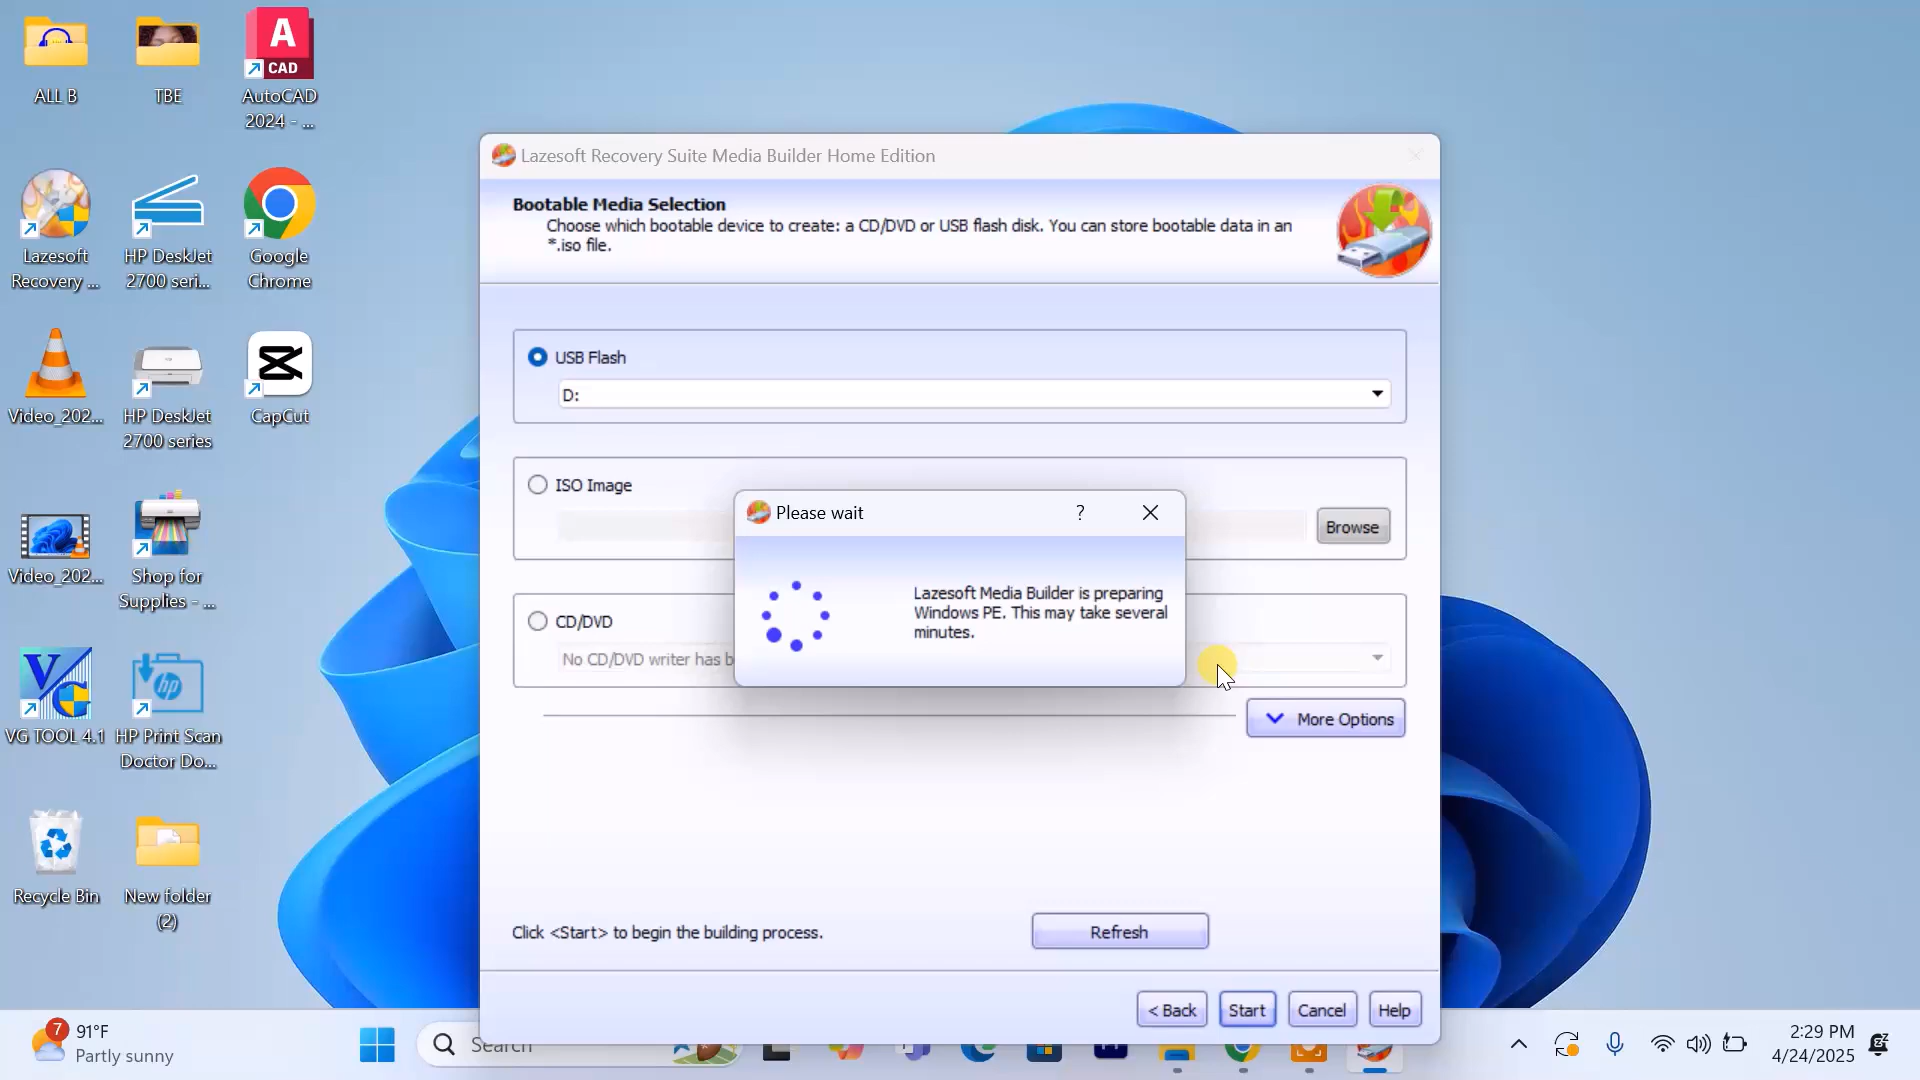 ALL B
TBE
A
CAD
AutoCAD
2024 - ...
Lazesoft
Recovery ...
HP DeskJet
2700 seri...
Google
Chrome
Video_202...
HP DeskJet
2700 series
CapCut
Video_202...
Shop for
Supplies - ...
VG TOOL 4.1
hp
HP Print Scan
Doctor Do...
Recycle Bin
New folder
(2)
Lazesoft Recovery Suite Media Builder Home Edition
Bootable Media Selection
Choose which bootable device to create: a CD/DVD or USB flash disk. You can store bootable data in an
*.iso file.
USB Flash
D:
ISO Image
Browse
CD/DVD
No CD/DVD writer has b
Please wait
?
Lazesoft Media Builder is preparing
Windows PE. This may take several
minutes.
More Options
Click <Start> to begin the building process.
Refresh
< Back
Start
Cancel
Help
7
91°F
Partly sunny
Search
2:29 PM
4/24/2025